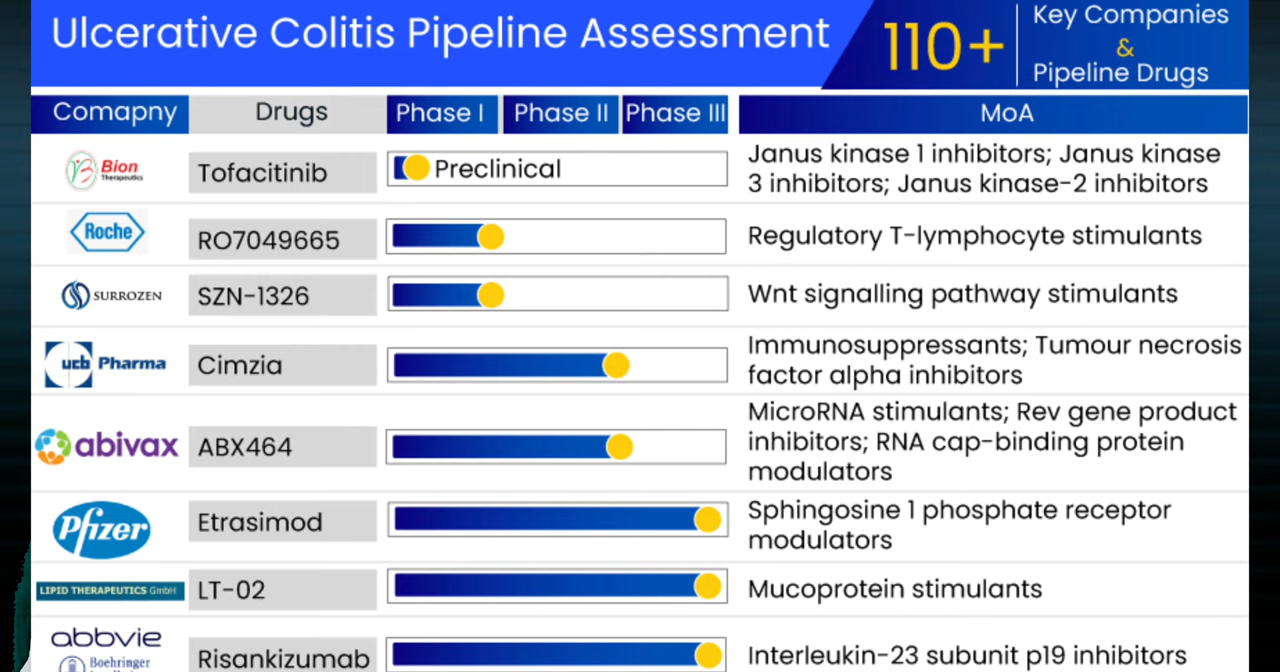 Ulcerative Colitis Pipeline Assessment
110+
Key Companies
&
Pipeline Drugs
Comapny
Drugs
Phase I
Phase II
Phase III
MoA
Bion
Therapeutics
Tofacitinib
Preclinical
Janus kinase 1 inhibitors; Janus kinase
3 inhibitors; Janus kinase-2 inhibitors
Roche
RO7049665
Regulatory T-lymphocyte stimulants
SURROZEN
SZN-1326
Wnt signalling pathway stimulants
ucb Pharma
Cimzia
Immunosuppressants; Tumour necrosis
factor alpha inhibitors
abivax
ABX464
MicroRNA stimulants; Rev gene product
inhibitors; RNA cap-binding protein
modulators
Pfizer
Etrasimod
Sphingosine 1 phosphate receptor
modulators
LIPID THERAPEUTICS GmbH
LT-02
Mucoprotein stimulants
abbvie
Boehringer
Risankizumab
Interleukin-23 subunit p19 inhibitors